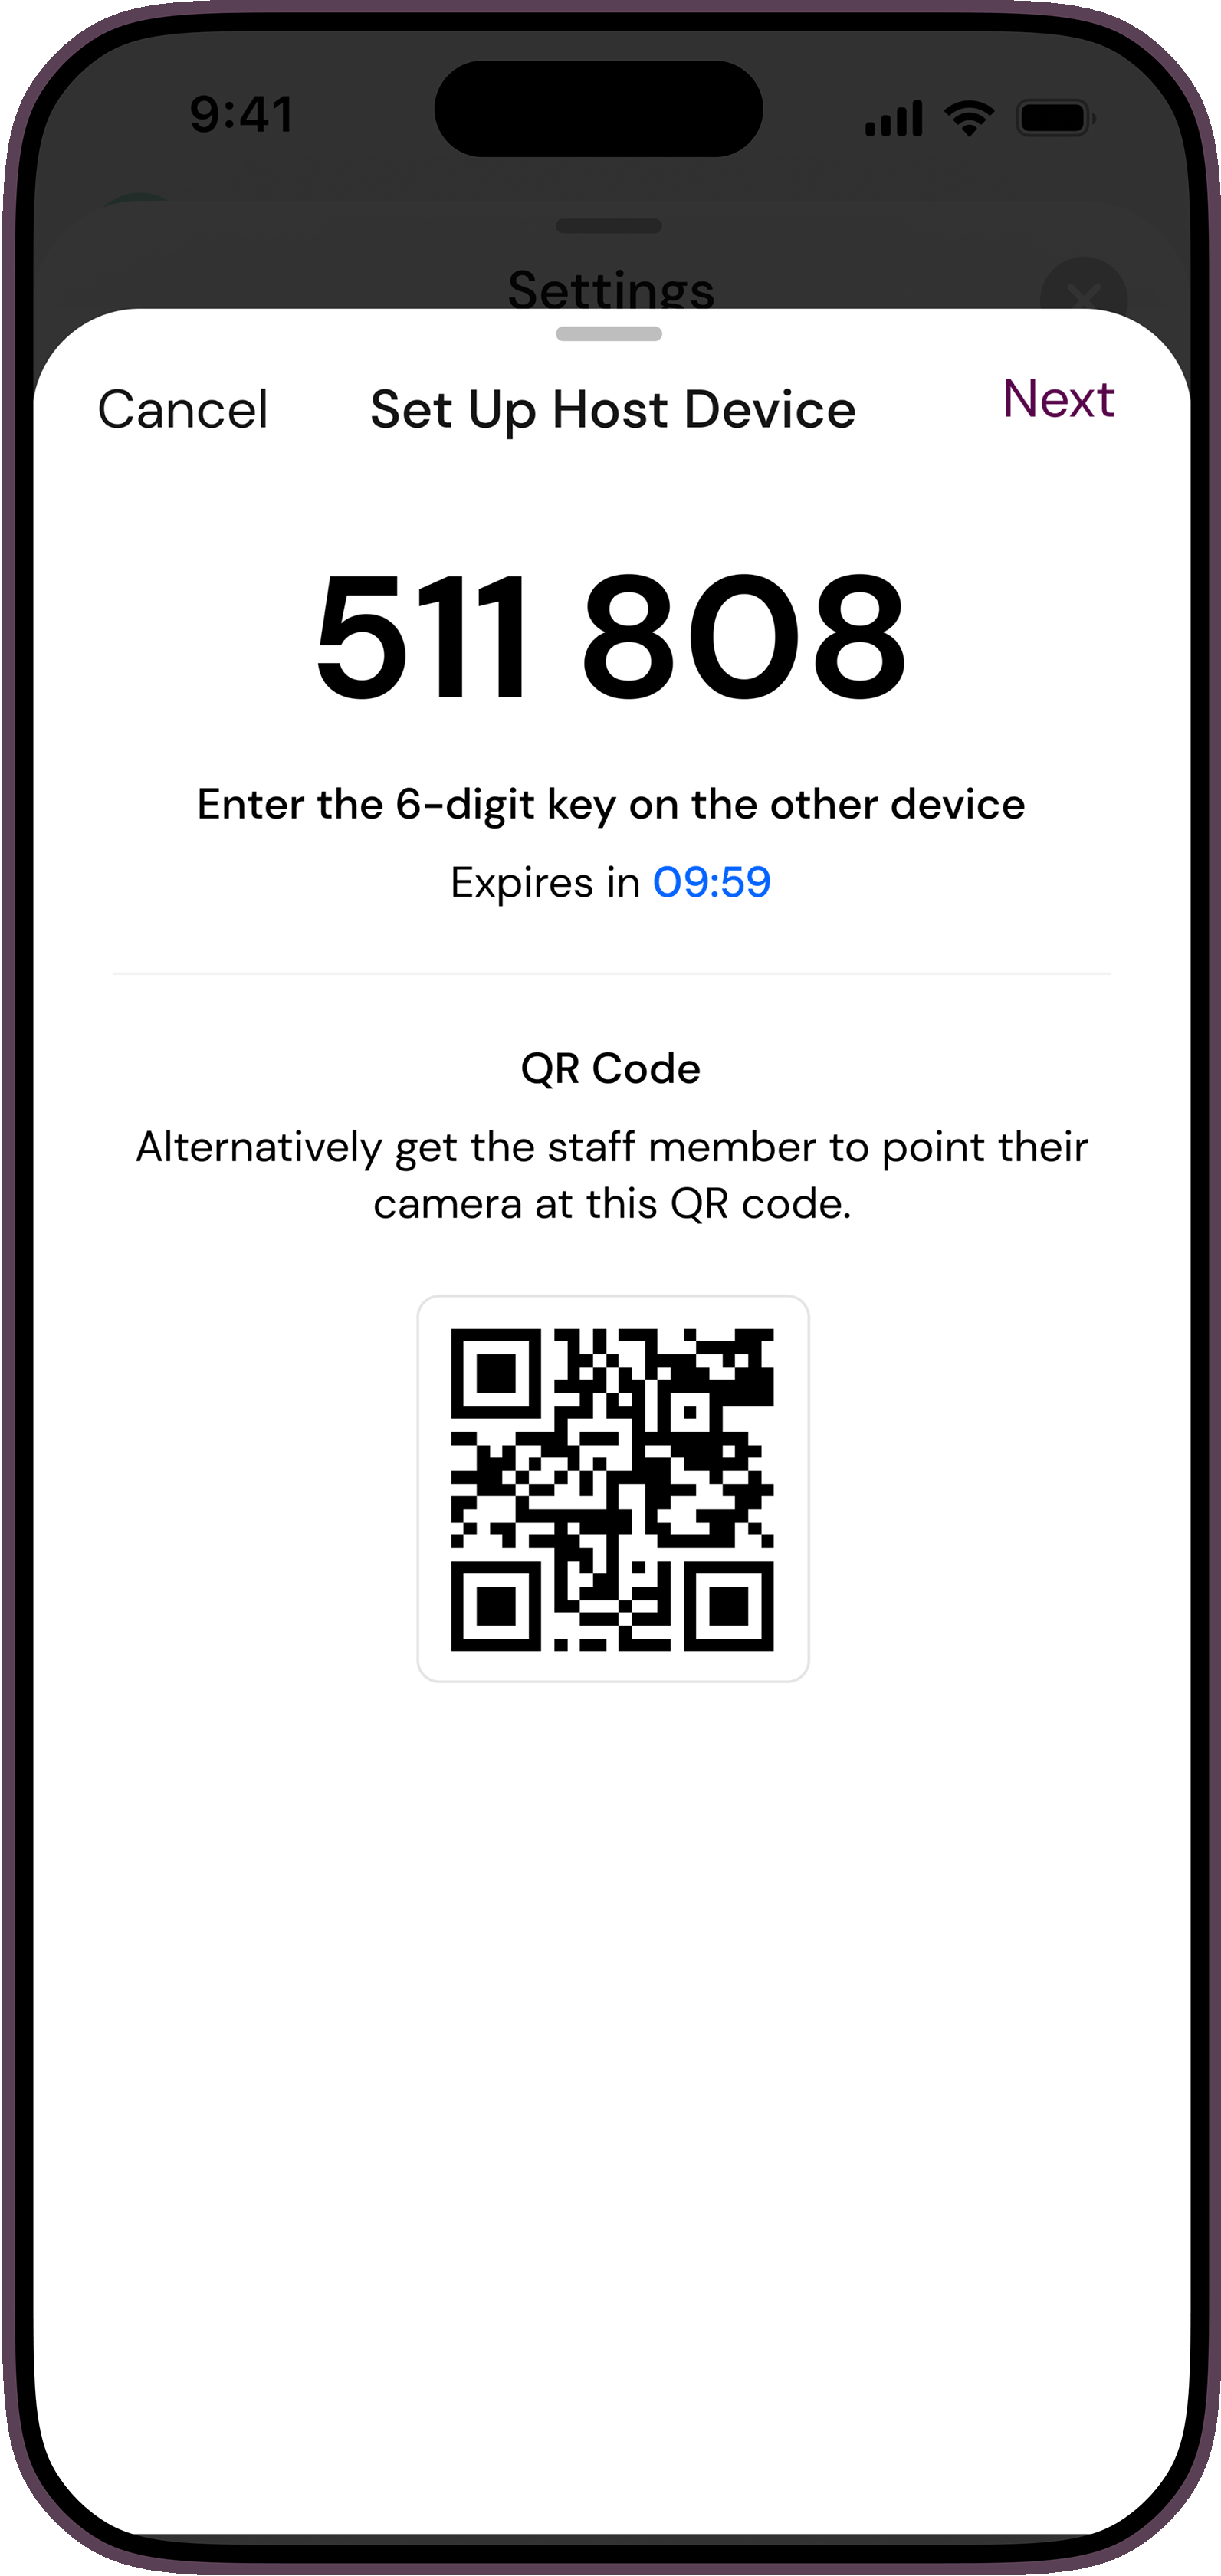 9:41
Settings
Cancel
Set Up Host Device
Next
511 808
Enter the 6-digit key on the other device
Expires in 09:59
QR Code
Alternatively get the staff member to point their
camera at this QR code.